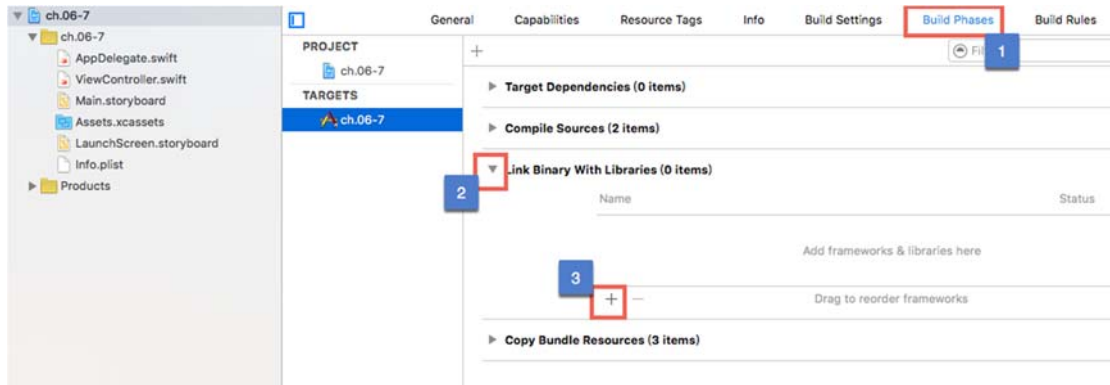 ch.06-7
ch.06-7
AppDelegate.swift
ViewController.swift
Main.storyboard
Assets.xcassets
LaunchScreen.storyboard
Info.plist
Products
General Capabilities Resource Tags Info Build Settings Build Phases Build Rules
1
PROJECT
ch.06-7
TARGETS
ch.06-7
+
Target Dependencies (0 items)
Compile Sources (2 items)
Link Binary With Libraries (0 items)
2
Name Status
Add frameworks & libraries here
3
+ − Drag to reorder frameworks
Copy Bundle Resources (3 items)